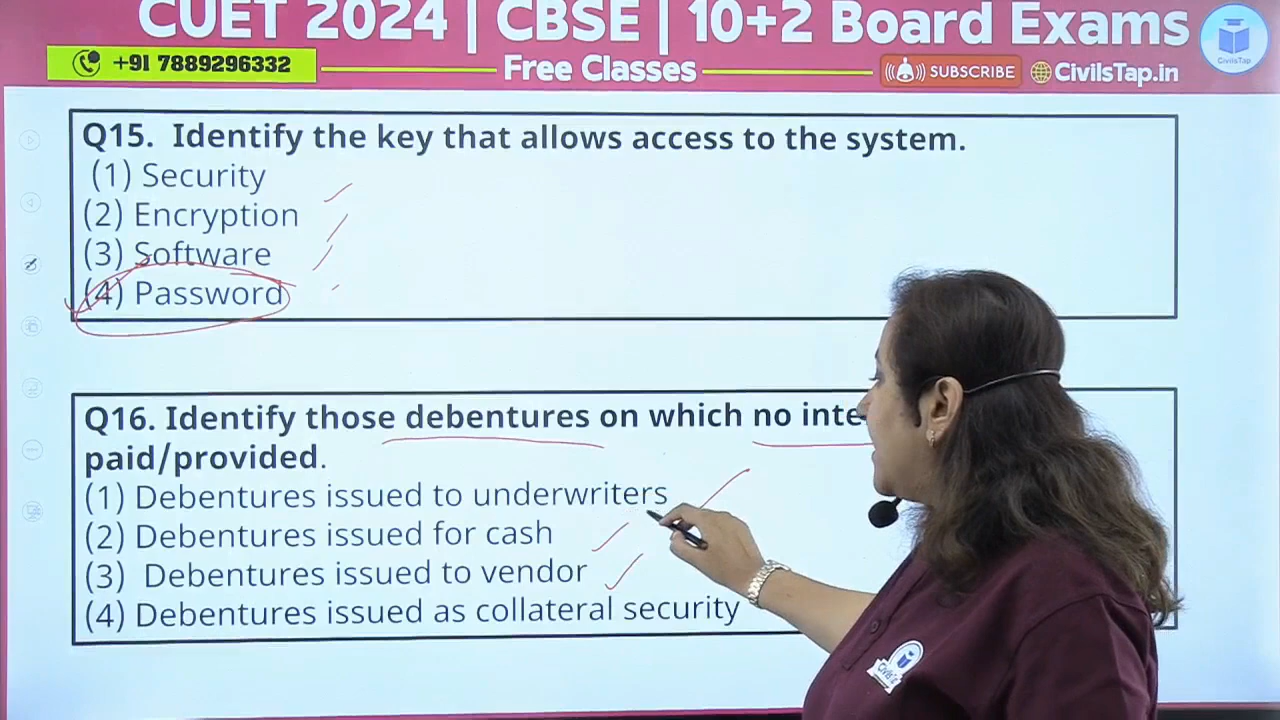 CUET 2024 | CBSE | 10+2 Board Exams
+91 7889296332
Free Classes
SUBSCRIBE
CivilsTap.in
CivilsTap
Q15. Identify the key that allows access to the system.
(1) Security
(2) Encryption
(3) Software
(4) Password
Q16. Identify those debentures on which no inte
paid/provided.
(1) Debentures issued to underwriters
(2) Debentures issued for cash
(3) Debentures issued to vendor
(4) Debentures issued as collateral security